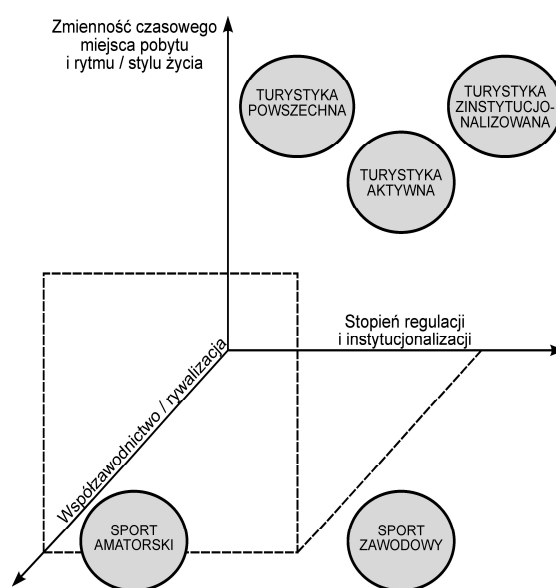 Zmienność czasowego
miejsca pobytu
i rytmu / stylu życia
TURYSTYKA
POWSZECHNA
TURYSTYKA
ZINSTYTUCJO-
NALIZOWANA
TURYSTYKA
AKTYWNA
Stopień regulacji
i instytucjonalizacji
Współzawodnictwo / rywalizacja
SPORT
AMATORSKI
SPORT
ZAWODOWY